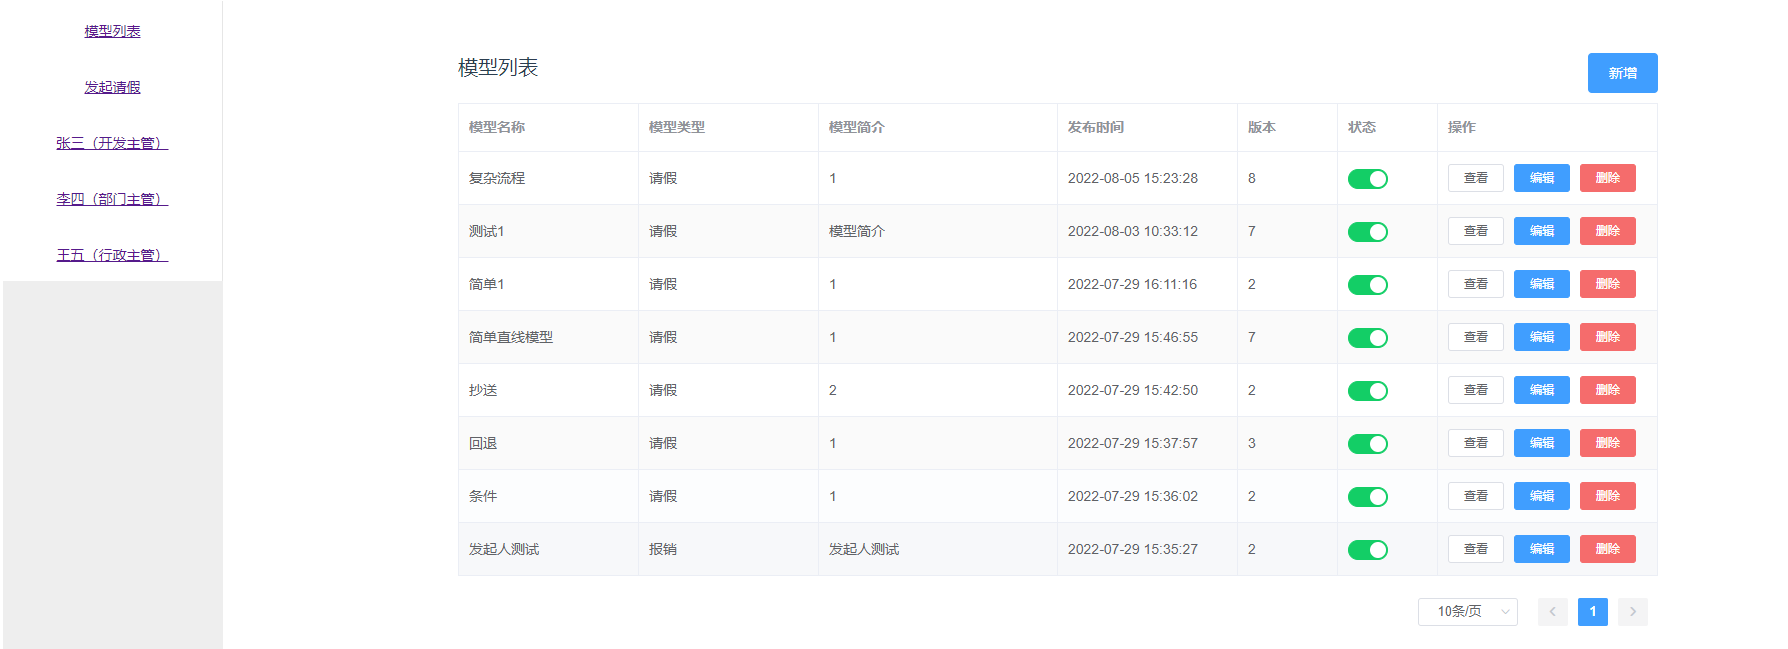 模型列表
发起请假
张三（开发主管）
李四（部门主管）
王五（行政主管）
模型列表
新增
模型名称 模型类型 模型简介 发布时间 版本 状态 操作
复杂流程 请假 1 2022-08-05 15:23:28 8 查看 编辑 删除
测试1 请假 模型简介 2022-08-03 10:33:12 7 查看 编辑 删除
简单1 请假 1 2022-07-29 16:11:16 2 查看 编辑 删除
简单直线模型 请假 1 2022-07-29 15:46:55 7 查看 编辑 删除
抄送 请假 2 2022-07-29 15:42:50 2 查看 编辑 删除
回退 请假 1 2022-07-29 15:37:57 3 查看 编辑 删除
条件 请假 1 2022-07-29 15:36:02 2 查看 编辑 删除
发起人测试 报销 发起人测试 2022-07-29 15:35:27 2 查看 编辑 删除
10条/页 1